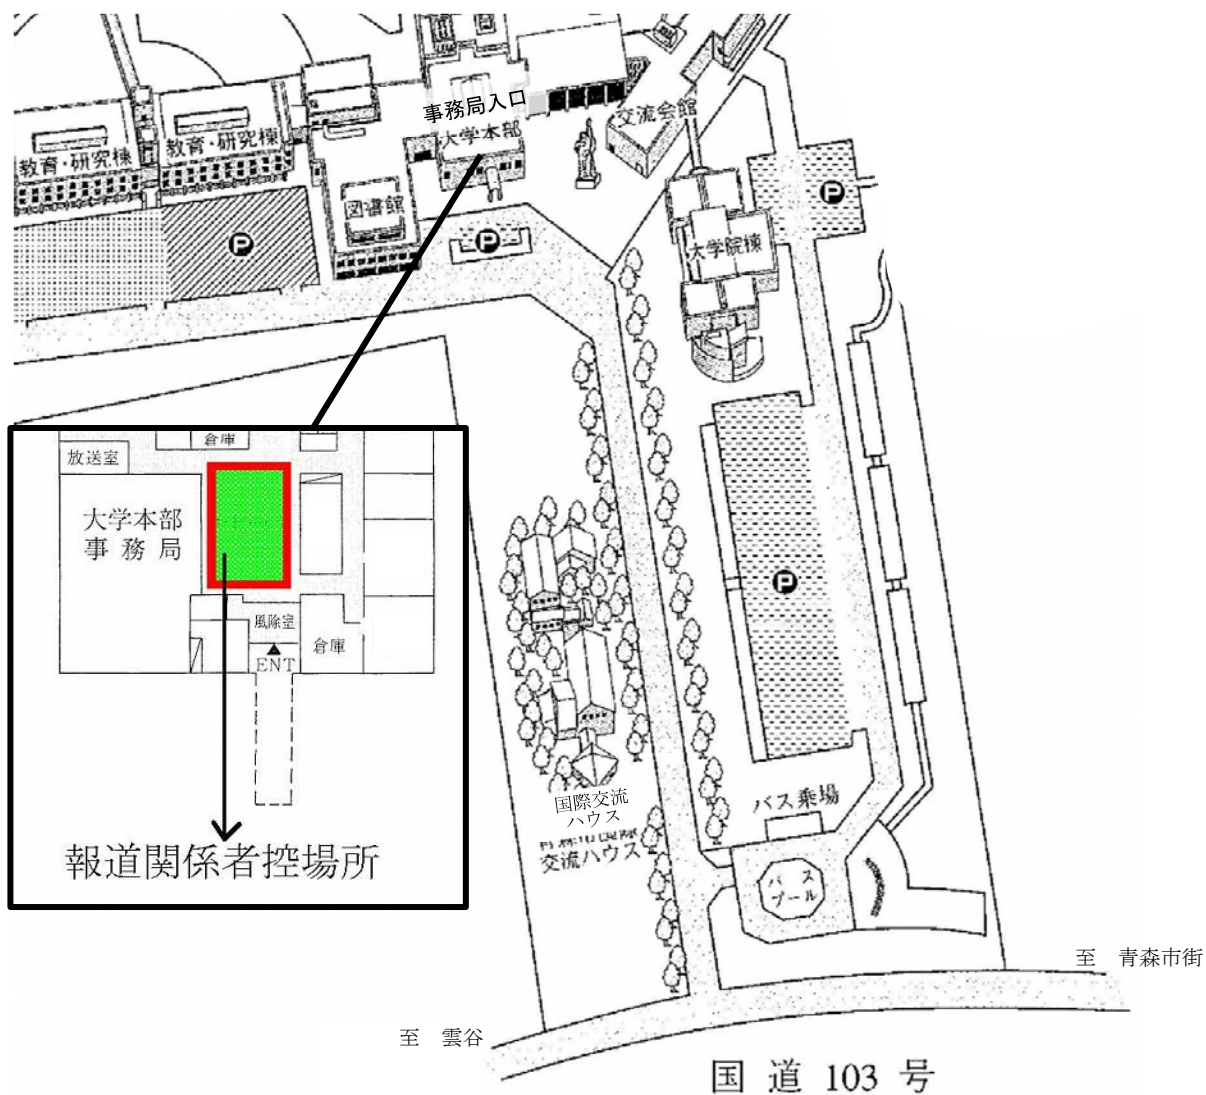 事務局入口
大学本部
交流会館
教育・研究棟
教育・研究棟
図書館
P
P
P
大学院棟
倉庫
放送室
大学本部
事務局
風除室
ENT
倉庫
報道関係者控場所
P
国際交流
ハウス
交流ハウス
バス乗場
バス
プール
至 青森市街
至 雲谷
国道 103 号